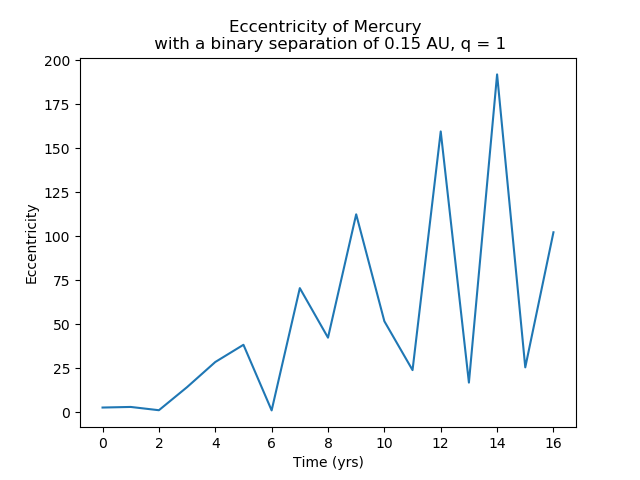 Eccentricity of Mercury
with a binary separation of 0.15 AU, q = 1
200
175
150
125
100
75
50
25
0
Eccentricity
0 2 4 6 8 10 12 14 16
Time (yrs)